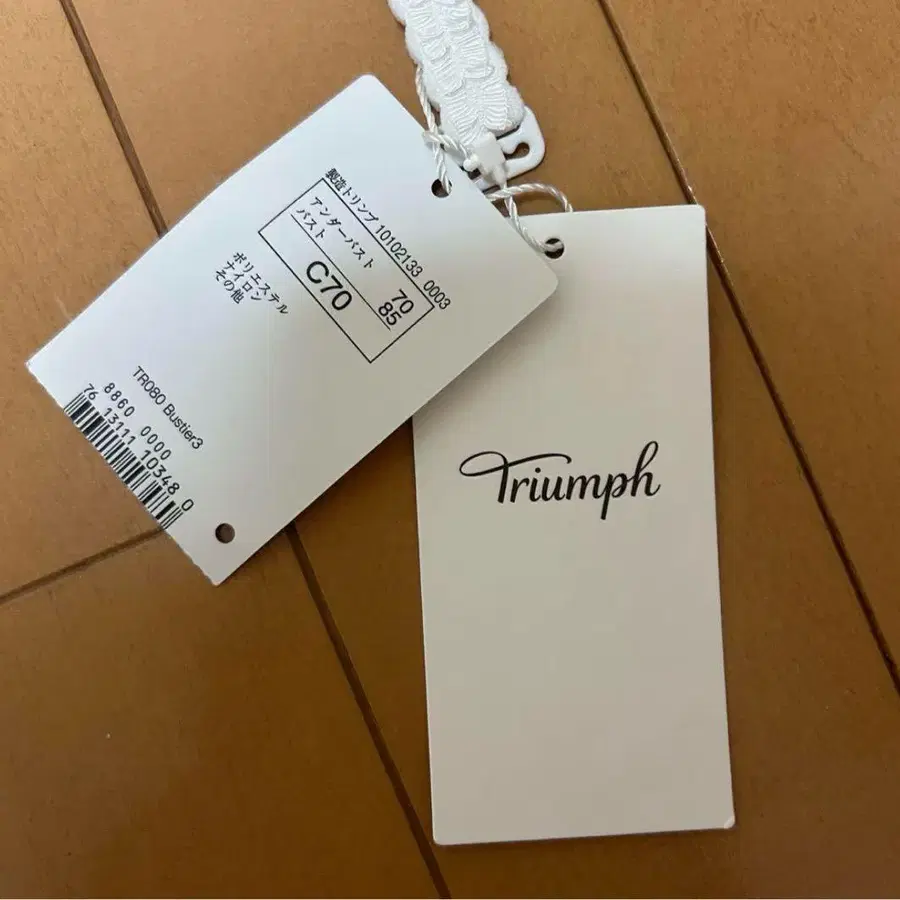 製造トリンプ 10102133 0003
アンダーバスト 70
バスト 85
C70
ポリエステル
ナイロン
その他
TR080 Bustier3
8860 0000
76 13111 10348 0
Triumph